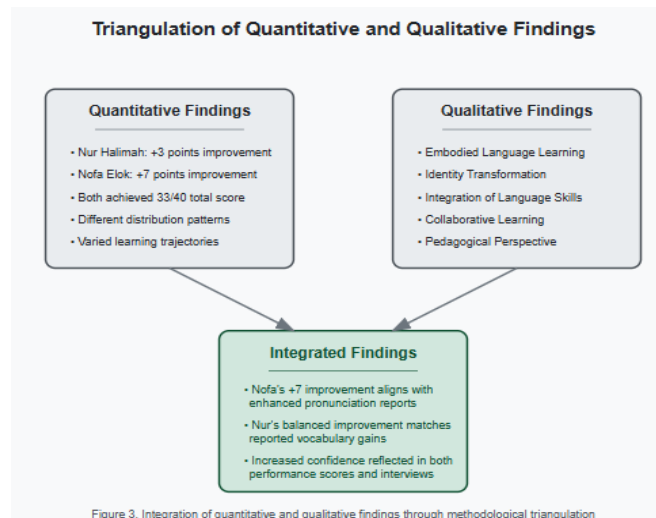 Triangulation of Quantitative and Qualitative Findings
Quantitative Findings
• Nur Halimah: +3 points improvement
• Nofa Elok: +7 points improvement
• Both achieved 33/40 total score
• Different distribution patterns
• Varied learning trajectories
Qualitative Findings
• Embodied Language Learning
• Identity Transformation
• Integration of Language Skills
• Collaborative Learning
• Pedagogical Perspective
Integrated Findings
• Nofa's +7 improvement aligns with
enhanced pronunciation reports
• Nur's balanced improvement matches
reported vocabulary gains
• Increased confidence reflected in both
performance scores and interviews
Figure 3. Integration of quantitative and qualitative findings through methodological triangulation